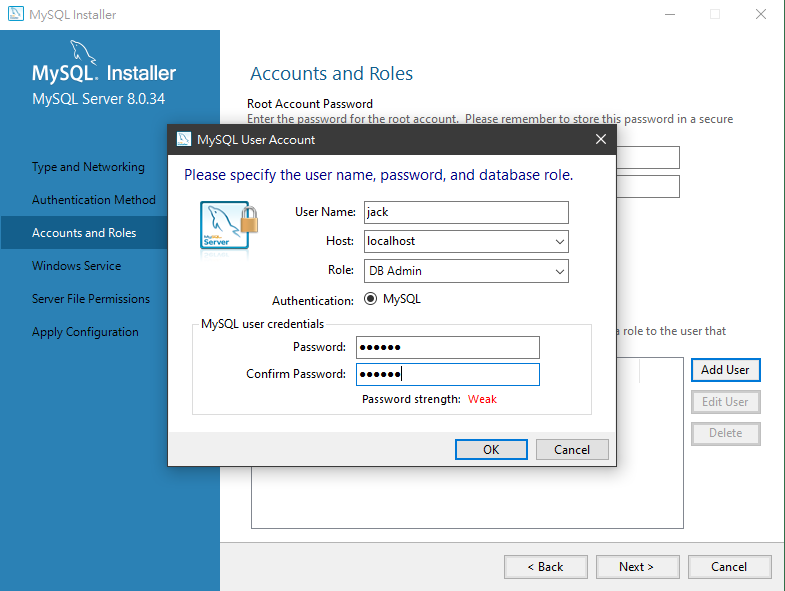 MySQL Installer
MySQL. Installer
MySQL Server 8.0.34
Type and Networking
Authentication Method
Accounts and Roles
Windows Service
Server File Permissions
Apply Configuration
Accounts and Roles
Root Account Password
Enter the password for the root account. Please remember to store this password in a secure
MySQL User Account
Please specify the user name, password, and database role.
MySQL
Server
User Name: jack
Host: localhost
Role: DB Admin
Authentication: MySQL
MySQL user credentials
Password: ●●●●●●
Confirm Password: ●●●●●●
Password strength: Weak
OK Cancel
a role to the user that
Add User
Edit User
Delete
< Back Next > Cancel